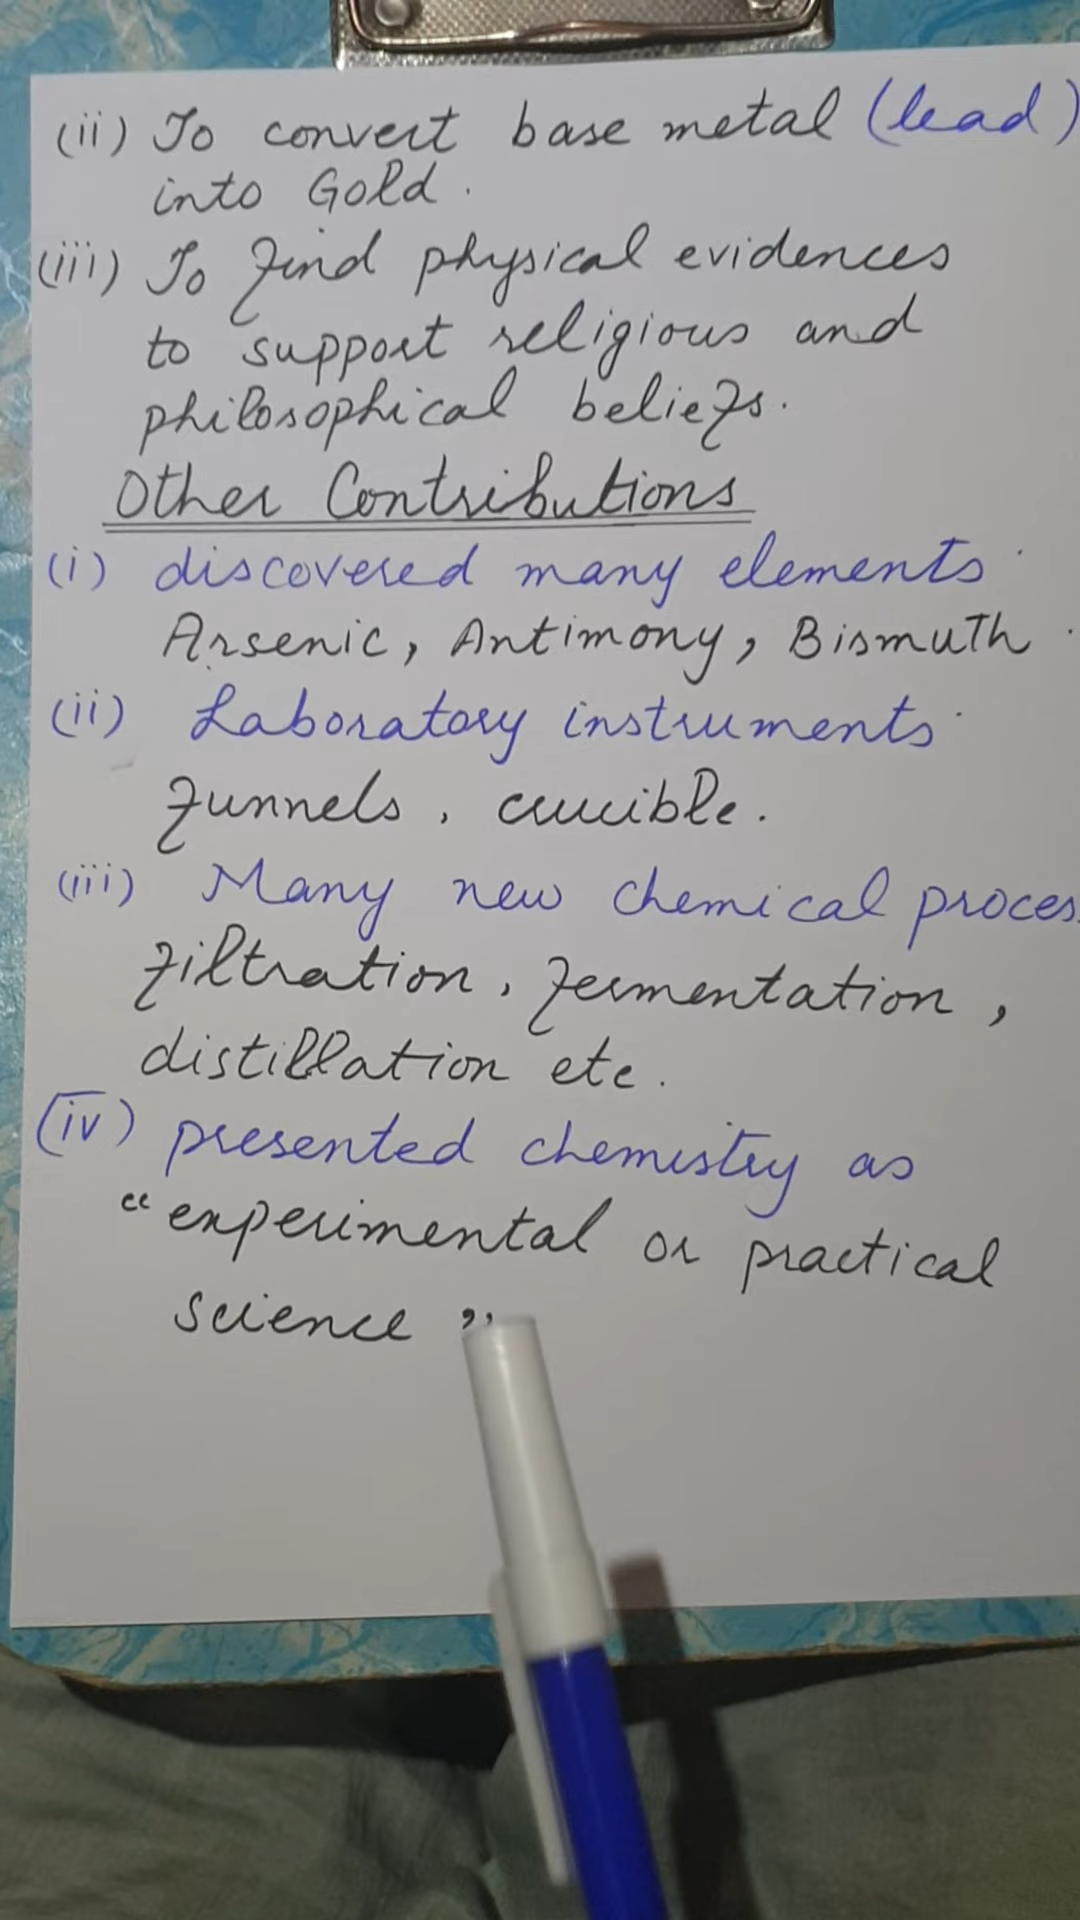 (ii) To convert base metal (lead)
into Gold.
(iii) To find physical evidences
to support religious and
philosophical beliefs.
Other Contributions
(i) discovered many elements
Arsenic, Antimony, Bismuth.
(ii) Laboratory instruments
funnels, crucible.
(iii) Many new chemical proces
filtration, fermentation,
distillation etc.
(iv) presented chemistry as
"experimental or practical
science"